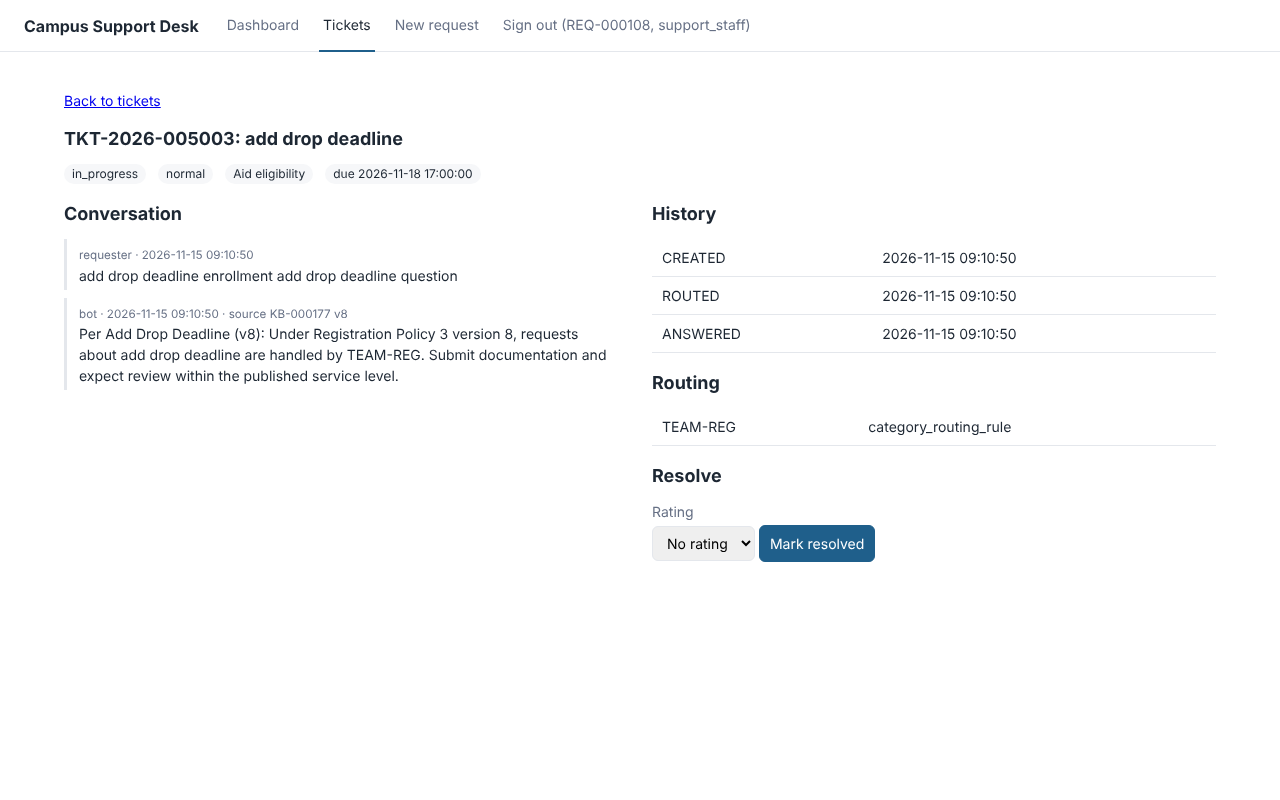 Campus Support Desk Dashboard Tickets New request Sign out (REQ-000108, support_staff)
Back to tickets
TKT-2026-005003: add drop deadline
in_progress normal Aid eligibility due 2026-11-18 17:00:00
Conversation
requester · 2026-11-15 09:10:50
add drop deadline enrollment add drop deadline question
bot · 2026-11-15 09:10:50 · source KB-000177 v8
Per Add Drop Deadline (v8): Under Registration Policy 3 version 8, requests
about add drop deadline are handled by TEAM-REG. Submit documentation and
expect review within the published service level.
History
CREATED 2026-11-15 09:10:50
ROUTED 2026-11-15 09:10:50
ANSWERED 2026-11-15 09:10:50
Routing
TEAM-REG category_routing_rule
Resolve
Rating
No rating Mark resolved